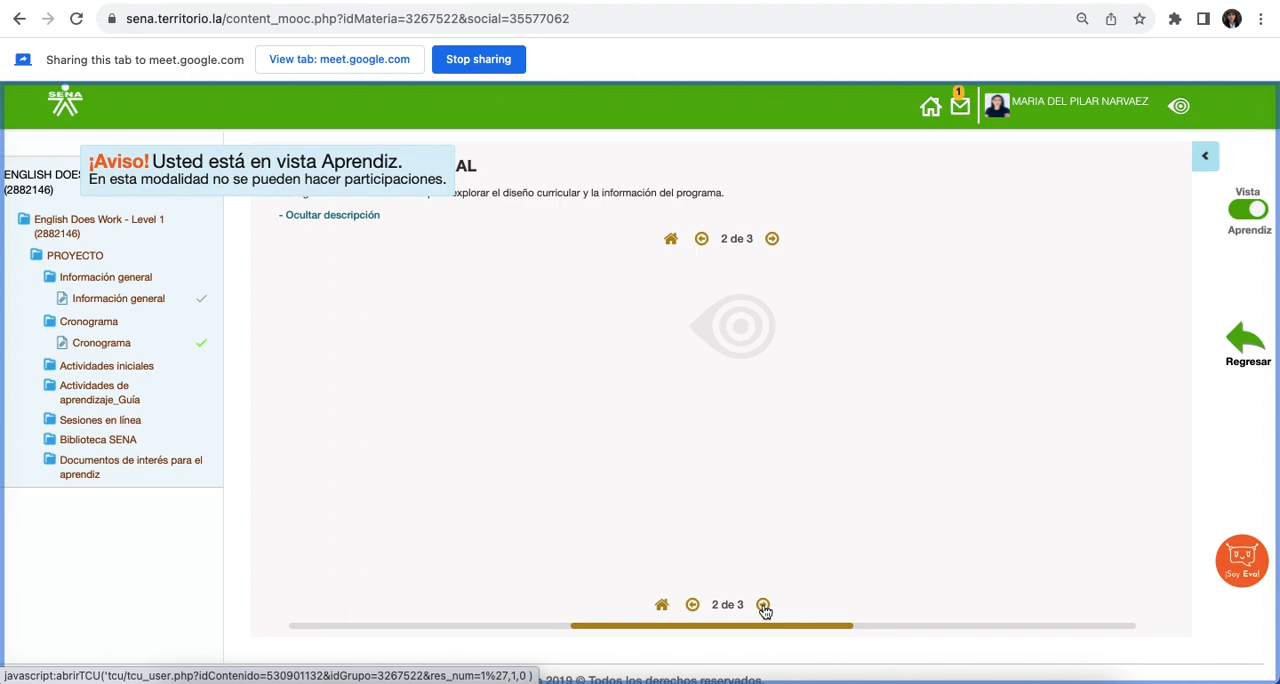 sena.territorio.la/content_mooc.php?idMateria=3267522&social=35577062
Sharing this tab to meet.google.com
View tab: meet.google.com
Stop sharing
SENA
1
MARIA DEL PILAR NARVAEZ
¡Aviso! Usted está en vista Aprendiz.
En esta modalidad no se pueden hacer participaciones.
AL
explorar el diseño curricular y la información del programa.
- Ocultar descripción
2 de 3
ENGLISH DOES
(2882146)
English Does Work - Level 1
(2882146)
PROYECTO
Información general
Información general
Cronograma
Cronograma
Actividades iniciales
Actividades de
aprendizaje_Guía
Sesiones en línea
Biblioteca SENA
Documentos de interés para el
aprendiz
Vista
Aprendiz
Regresar
¡Soy Eva!
2 de 3
javascript:abrirTCU('tcu/tcu_user.php?idContenido=530901132&idGrupo=3267522&res_num=1%27,1,0 )
2019 © Todos los derechos reservados.